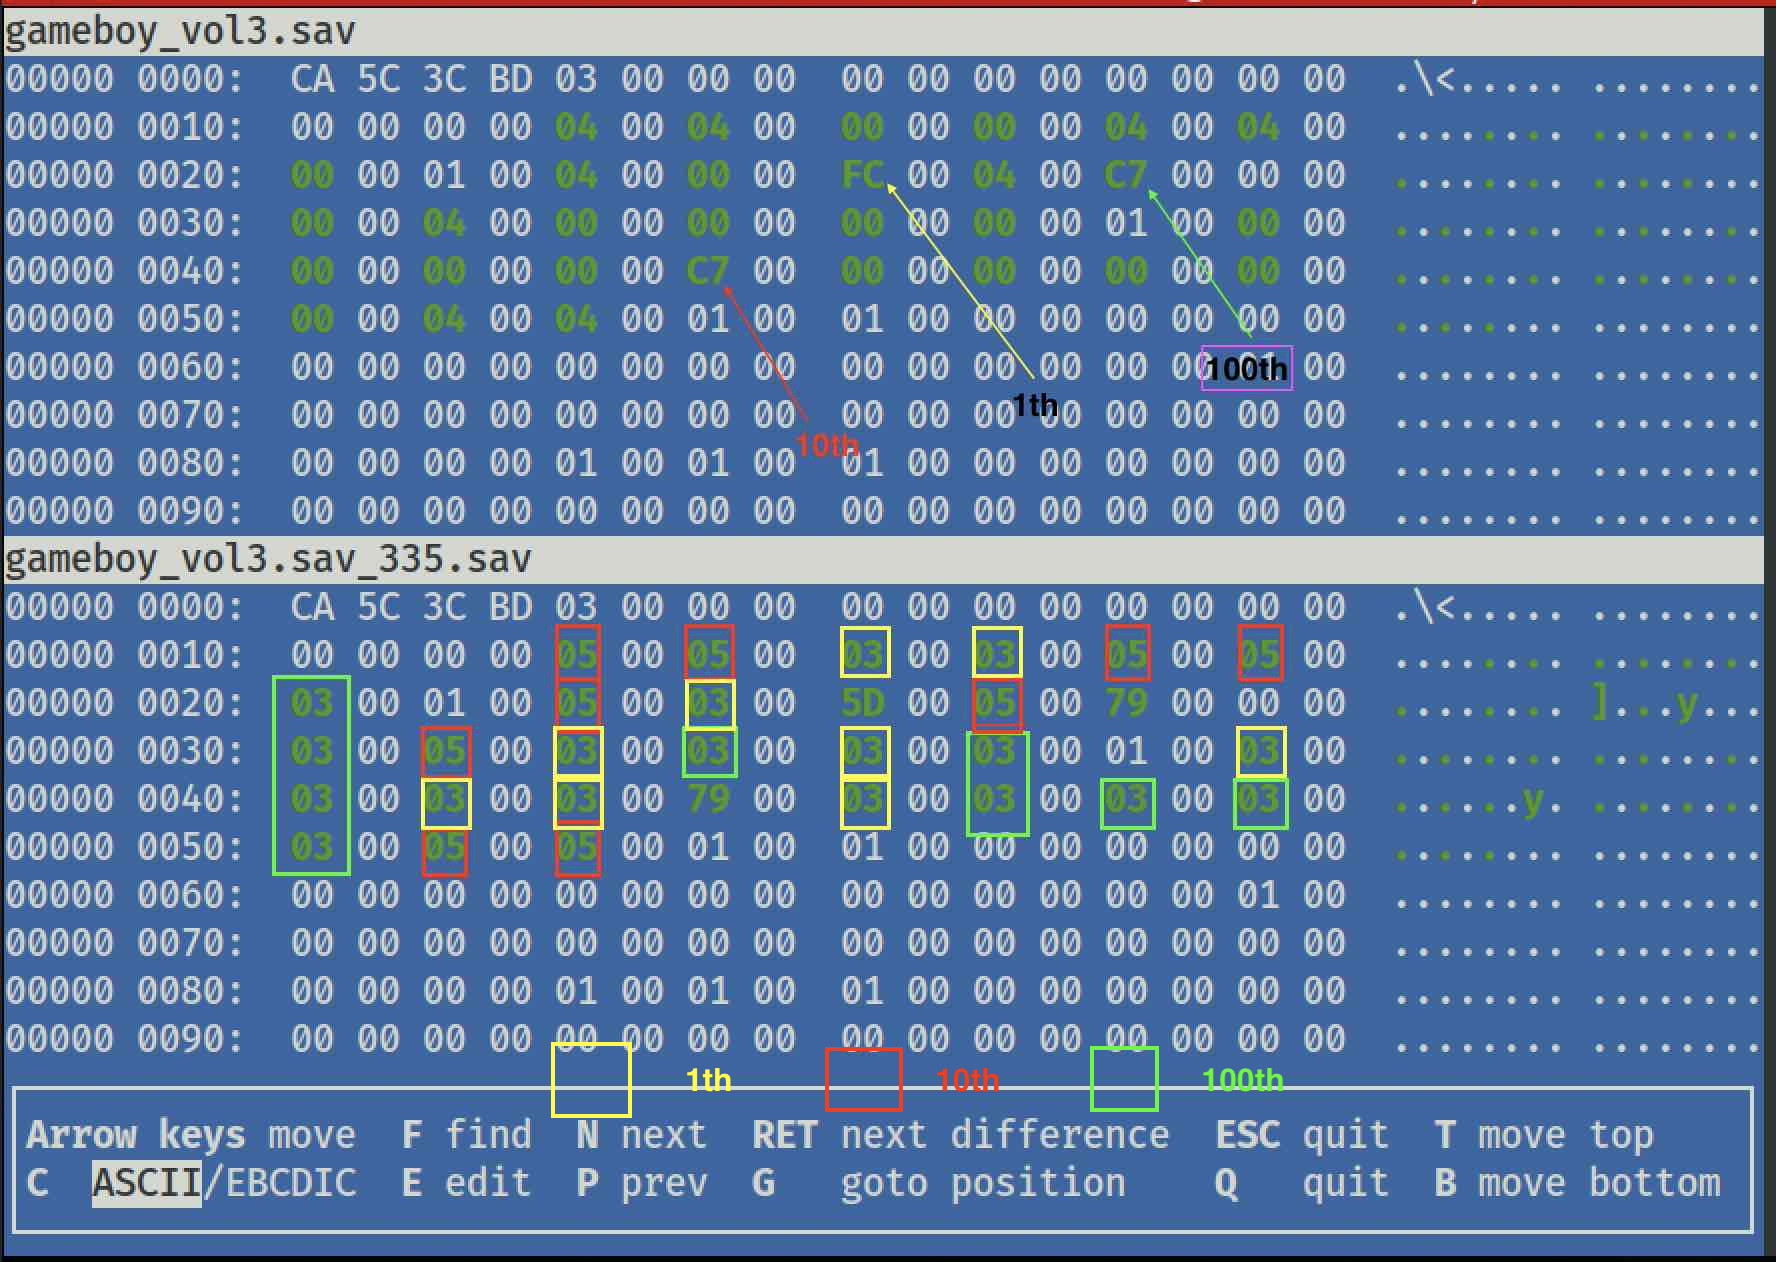 gameboy_vol3.sav
00000 0000: CA 5C 3C BD 03 00 00 00 00 00 00 00 00 00 00 00 .\<..... ........
00000 0010: 00 00 00 00 04 00 04 00 00 00 00 00 04 00 04 00 ........ ........
00000 0020: 00 00 01 00 04 00 00 00 FC 00 04 00 C7 00 00 00 ........ ........
00000 0030: 00 00 04 00 00 00 00 00 00 00 00 00 01 00 00 00 ........ ........
00000 0040: 00 00 00 00 00 00 C7 00 00 00 00 00 00 00 00 00 ........ ........
00000 0050: 00 00 04 00 04 00 01 00 01 00 00 00 00 00 00 00 ........ ........
00000 0060: 00 00 00 00 00 00 00 00 00 00 00 00 00 00 01 00 ........ ........
100th
00000 0070: 00 00 00 00 00 00 00 00 00 00 00 00 00 00 00 00 ........ ........
1th
10th
00000 0080: 00 00 00 00 01 00 01 00 01 00 00 00 00 00 00 00 ........ ........
00000 0090: 00 00 00 00 00 00 00 00 00 00 00 00 00 00 00 00 ........ ........
gameboy_vol3.sav_335.sav
00000 0000: CA 5C 3C BD 03 00 00 00 00 00 00 00 00 00 00 00 .\<..... ........
00000 0010: 00 00 00 00 05 00 05 00 03 00 03 00 05 00 05 00 ........ ........
00000 0020: 03 00 01 00 05 00 03 00 5D 00 05 00 79 00 00 00 ........ ]...y...
00000 0030: 03 00 05 00 03 00 03 00 03 00 03 00 01 00 03 00 ........ ........
00000 0040: 03 00 03 00 03 00 79 00 03 00 03 00 03 00 03 00 ......y. ........
00000 0050: 03 00 05 00 05 00 01 00 01 00 00 00 00 00 00 00 ........ ........
00000 0060: 00 00 00 00 00 00 00 00 00 00 00 00 00 00 01 00 ........ ........
00000 0070: 00 00 00 00 00 00 00 00 00 00 00 00 00 00 00 00 ........ ........
00000 0080: 00 00 00 00 01 00 01 00 01 00 00 00 00 00 00 00 ........ ........
00000 0090: 00 00 00 00 00 00 00 00 00 00 00 00 00 00 00 00 ........ ........
1th 10th 100th
Arrow keys move F find N next RET next difference ESC quit T move top
C ASCII/EBCDIC E edit P prev G goto position Q quit B move bottom